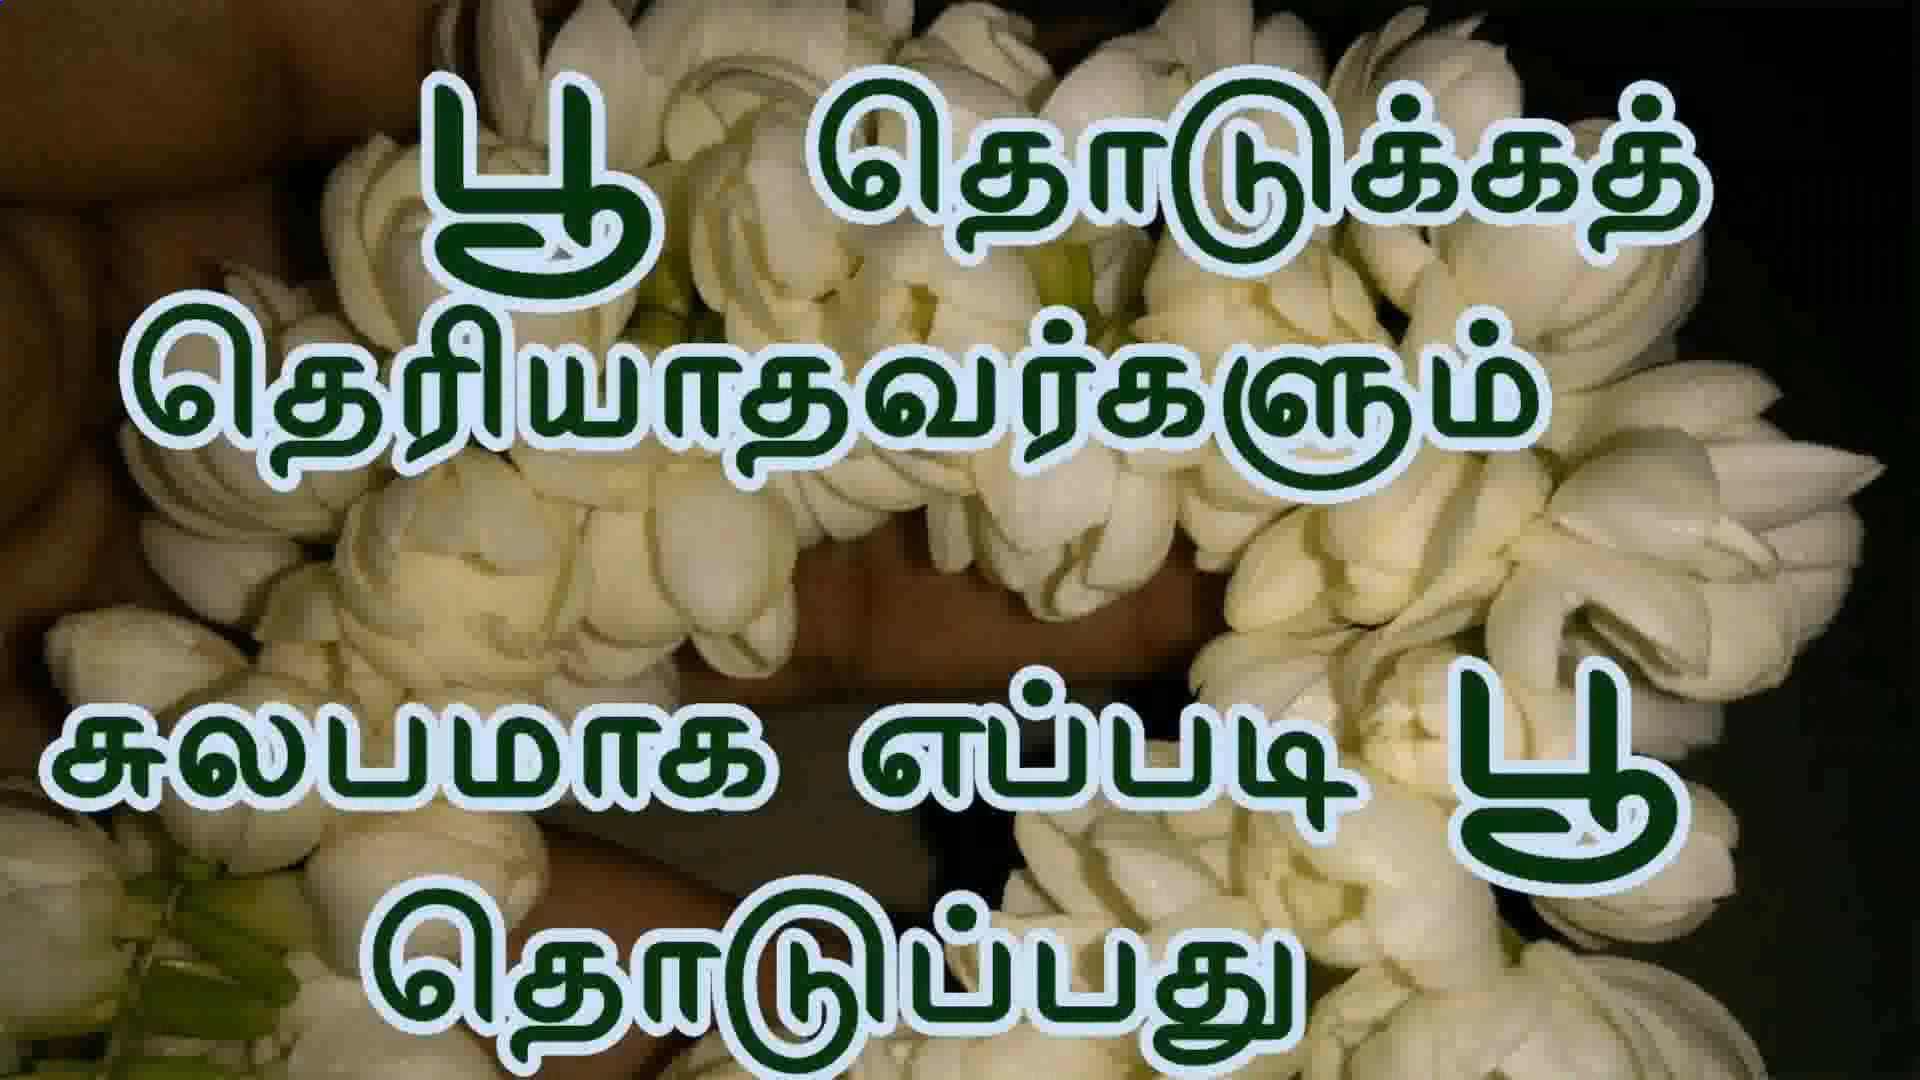 பூ தொடுக்கத்
தெரியாதவர்களும்
சுலபமாக எப்படி பூ
தொடுப்பது